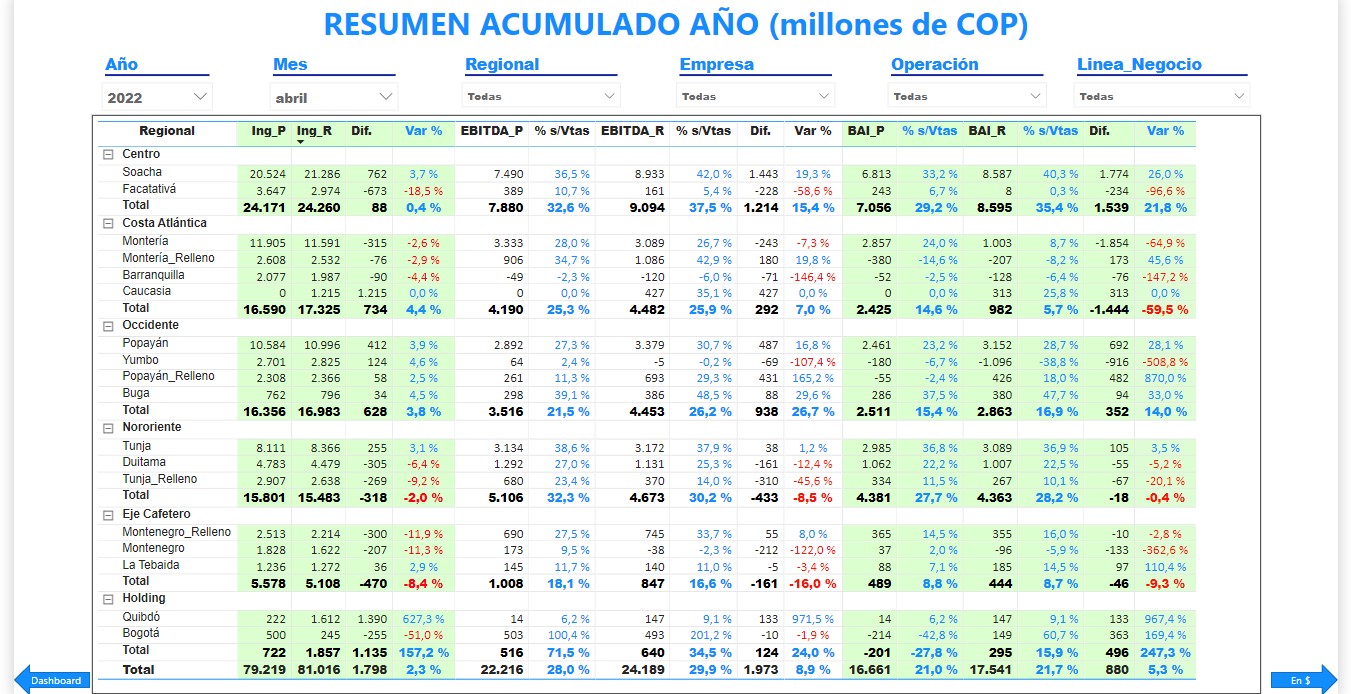 RESUMEN ACUMULADO AÑO (millones de COP)
Año Mes Regional Empresa Operación Linea_Negocio
2022 abril Todas Todas Todas Todas
Regional Ing_P Ing_R Dif. Var % EBITDA_P % s/Vtas EBITDA_R % s/Vtas Dif. Var % BAI_P % s/Vtas BAI_R % s/Vtas Dif. Var %
Centro
Soacha 20.524 21.286 762 3,7 % 7.490 36,5 % 8.933 42,0 % 1.443 19,3 % 6.813 33,2 % 8.587 40,3 % 1.774 26,0 %
Facatativá 3.647 2.974 -673 -18,5 % 389 10,7 % 161 5,4 % -228 -58,6 % 243 6,7 % 8 0,3 % -234 -96,6 %
Total 24.171 24.260 88 0,4 % 7.880 32,6 % 9.094 37,5 % 1.214 15,4 % 7.056 29,2 % 8.595 35,4 % 1.539 21,8 %
Costa Atlántica
Montería 11.905 11.591 -315 -2,6 % 3.333 28,0 % 3.089 26,7 % -243 -7,3 % 2.857 24,0 % 1.003 8,7 % -1.854 -64,9 %
Montería_Relleno 2.608 2.532 -76 -2,9 % 906 34,7 % 1.086 42,9 % 180 19,8 % -380 -14,6 % -207 -8,2 % 173 45,6 %
Barranquilla 2.077 1.987 -90 -4,4 % -49 -2,3 % -120 -6,0 % -71 -146,4 % -52 -2,5 % -128 -6,4 % -76 -147,2 %
Caucasia 0 1.215 1.215 0,0 % 0 0,0 % 427 35,1 % 427 0,0 % 0 0,0 % 313 25,8 % 313 0,0 %
Total 16.590 17.325 734 4,4 % 4.190 25,3 % 4.482 25,9 % 292 7,0 % 2.425 14,6 % 982 5,7 % -1.444 -59,5 %
Occidente
Popayán 10.584 10.996 412 3,9 % 2.892 27,3 % 3.379 30,7 % 487 16,8 % 2.461 23,2 % 3.152 28,7 % 692 28,1 %
Yumbo 2.701 2.825 124 4,6 % 64 2,4 % -5 -0,2 % -69 -107,4 % -180 -6,7 % -1.096 -38,8 % -916 -508,8 %
Popayán_Relleno 2.308 2.366 58 2,5 % 261 11,3 % 693 29,3 % 431 165,2 % -55 -2,4 % 426 18,0 % 482 870,0 %
Buga 762 796 34 4,5 % 298 39,1 % 386 48,5 % 88 29,6 % 286 37,5 % 380 47,7 % 94 33,0 %
Total 16.356 16.983 628 3,8 % 3.516 21,5 % 4.453 26,2 % 938 26,7 % 2.511 15,4 % 2.863 16,9 % 352 14,0 %
Nororiente
Tunja 8.111 8.366 255 3,1 % 3.134 38,6 % 3.172 37,9 % 38 1,2 % 2.985 36,8 % 3.089 36,9 % 105 3,5 %
Duitama 4.783 4.479 -305 -6,4 % 1.292 27,0 % 1.131 25,3 % -161 -12,4 % 1.062 22,2 % 1.007 22,5 % -55 -5,2 %
Tunja_Relleno 2.907 2.638 -269 -9,2 % 680 23,4 % 370 14,0 % -310 -45,6 % 334 11,5 % 267 10,1 % -67 -20,1 %
Total 15.801 15.483 -318 -2,0 % 5.106 32,3 % 4.673 30,2 % -433 -8,5 % 4.381 27,7 % 4.363 28,2 % -18 -0,4 %
Eje Cafetero
Montenegro_Relleno 2.513 2.214 -300 -11,9 % 690 27,5 % 745 33,7 % 55 8,0 % 365 14,5 % 355 16,0 % -10 -2,8 %
Montenegro 1.828 1.622 -207 -11,3 % 173 9,5 % -38 -2,3 % -212 -122,0 % 37 2,0 % -96 -5,9 % -133 -362,6 %
La Tebaida 1.236 1.272 36 2,9 % 145 11,7 % 140 11,0 % -5 -3,4 % 88 7,1 % 185 14,5 % 97 110,4 %
Total 5.578 5.108 -470 -8,4 % 1.008 18,1 % 847 16,6 % -161 -16,0 % 489 8,8 % 444 8,7 % -46 -9,3 %
Holding
Quibdó 222 1.612 1.390 627,3 % 14 6,2 % 147 9,1 % 133 971,5 % 14 6,2 % 147 9,1 % 133 967,4 %
Bogotá 500 245 -255 -51,0 % 503 100,4 % 493 201,2 % -10 -1,9 % -214 -42,8 % 149 60,7 % 363 169,4 %
Total 722 1.857 1.135 157,2 % 516 71,5 % 640 34,5 % 124 24,0 % -201 -27,8 % 295 15,9 % 496 247,3 %
Total 79.219 81.016 1.798 2,3 % 22.216 28,0 % 24.189 29,9 % 1.973 8,9 % 16.661 21,0 % 17.541 21,7 % 880 5,3 %
Dashboard En $